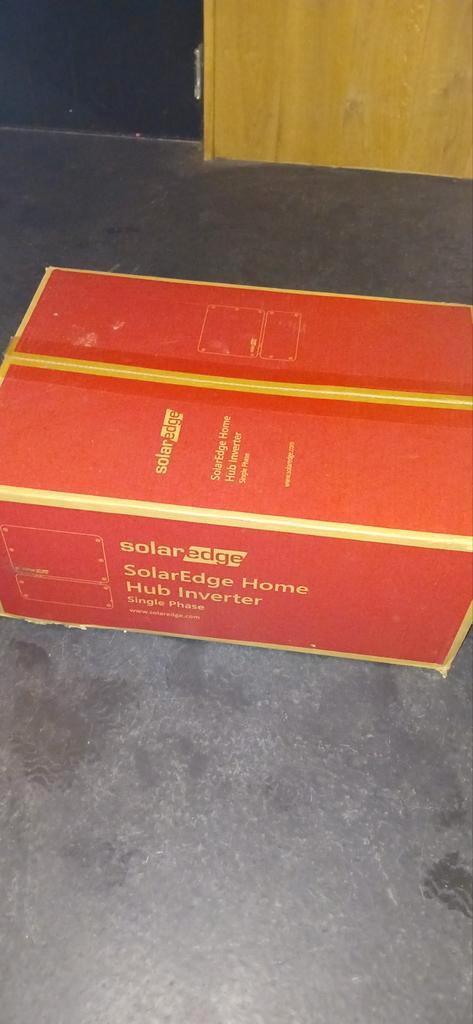 solaredge
SolarEdge Home
Hub Inverter
Single Phase
www.solaredge.com
solaredge
SolarEdge Home
Hub Inverter
Single Phase
www.solaredge.com